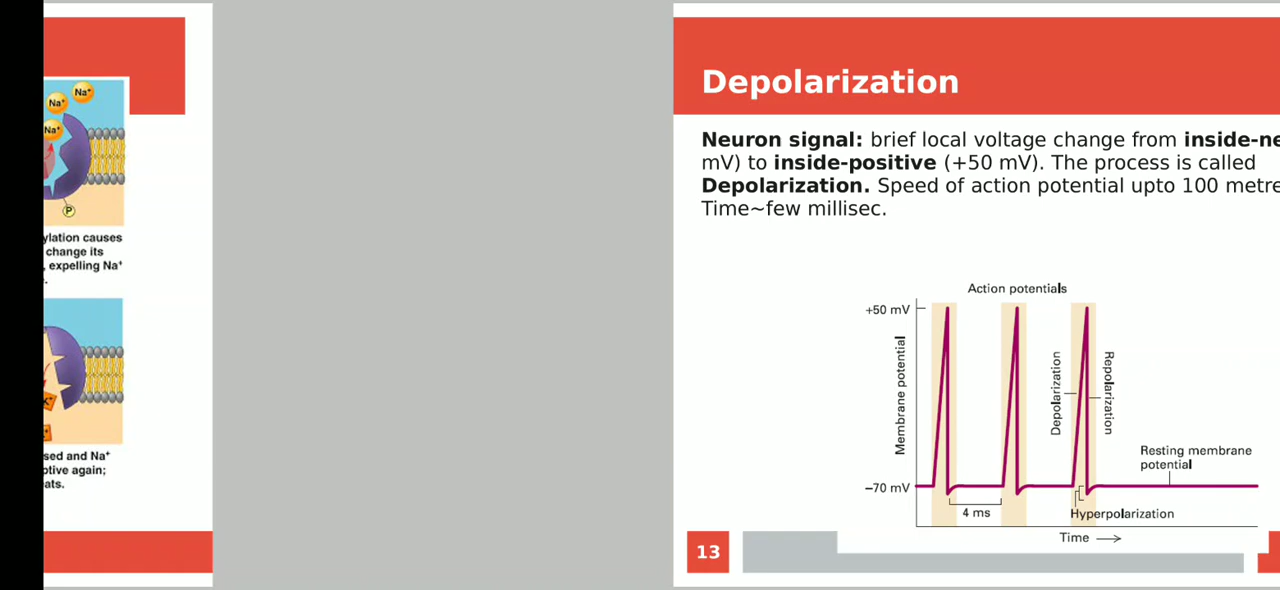 Na⁺
Na⁺
Na⁺
P
ylation causes
change its
, expelling Na⁺
sed and Na⁺
ptive again;
ats.
Depolarization
Neuron signal: brief local voltage change from inside-ne
mV) to inside-positive (+50 mV). The process is called
Depolarization. Speed of action potential upto 100 metre
Time~few millisec.
Action potentials
+50 mV
Membrane potential
Depolarization
Repolarization
Resting membrane
potential
–70 mV
4 ms
Hyperpolarization
Time
13